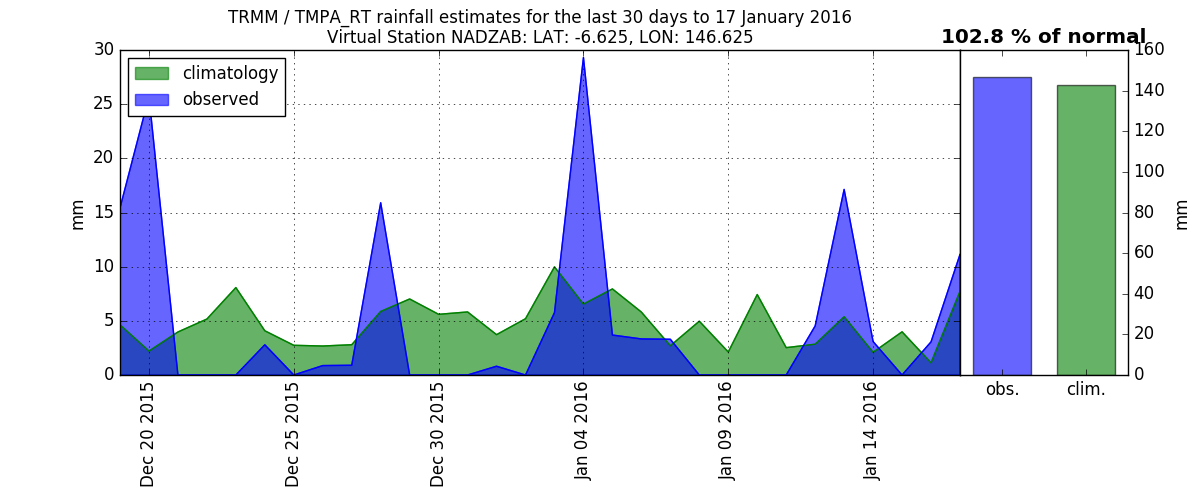 TRMM / TMPA_RT rainfall estimates for the last 30 days to 17 January 2016
Virtual Station NADZAB: LAT: -6.625, LON: 146.625
102.8 % of normal
climatology
observed
30
25
20
15
10
5
0
mm
Dec 20 2015
Dec 25 2015
Dec 30 2015
Jan 04 2016
Jan 09 2016
Jan 14 2016
obs.
clim.
160
140
120
100
80
60
40
20
0
mm